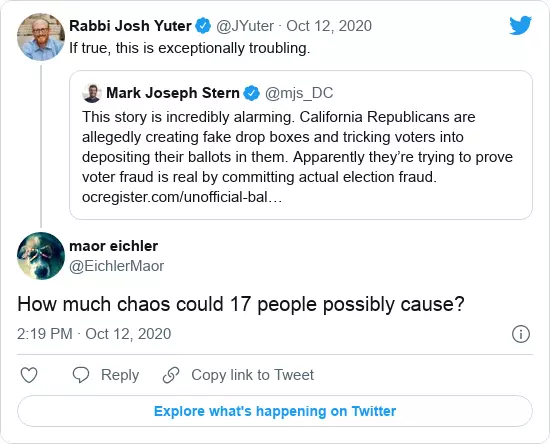 Rabbi Josh Yuter @JYuter · Oct 12, 2020
If true, this is exceptionally troubling.
Mark Joseph Stern @mjs_DC
This story is incredibly alarming. California Republicans are
allegedly creating fake drop boxes and tricking voters into
depositing their ballots in them. Apparently they’re trying to prove
voter fraud is real by committing actual election fraud.
ocregister.com/unofficial-bal…
maor eichler
@EichlerMaor
How much chaos could 17 people possibly cause?
2:19 PM · Oct 12, 2020
Reply Copy link to Tweet
Explore what's happening on Twitter